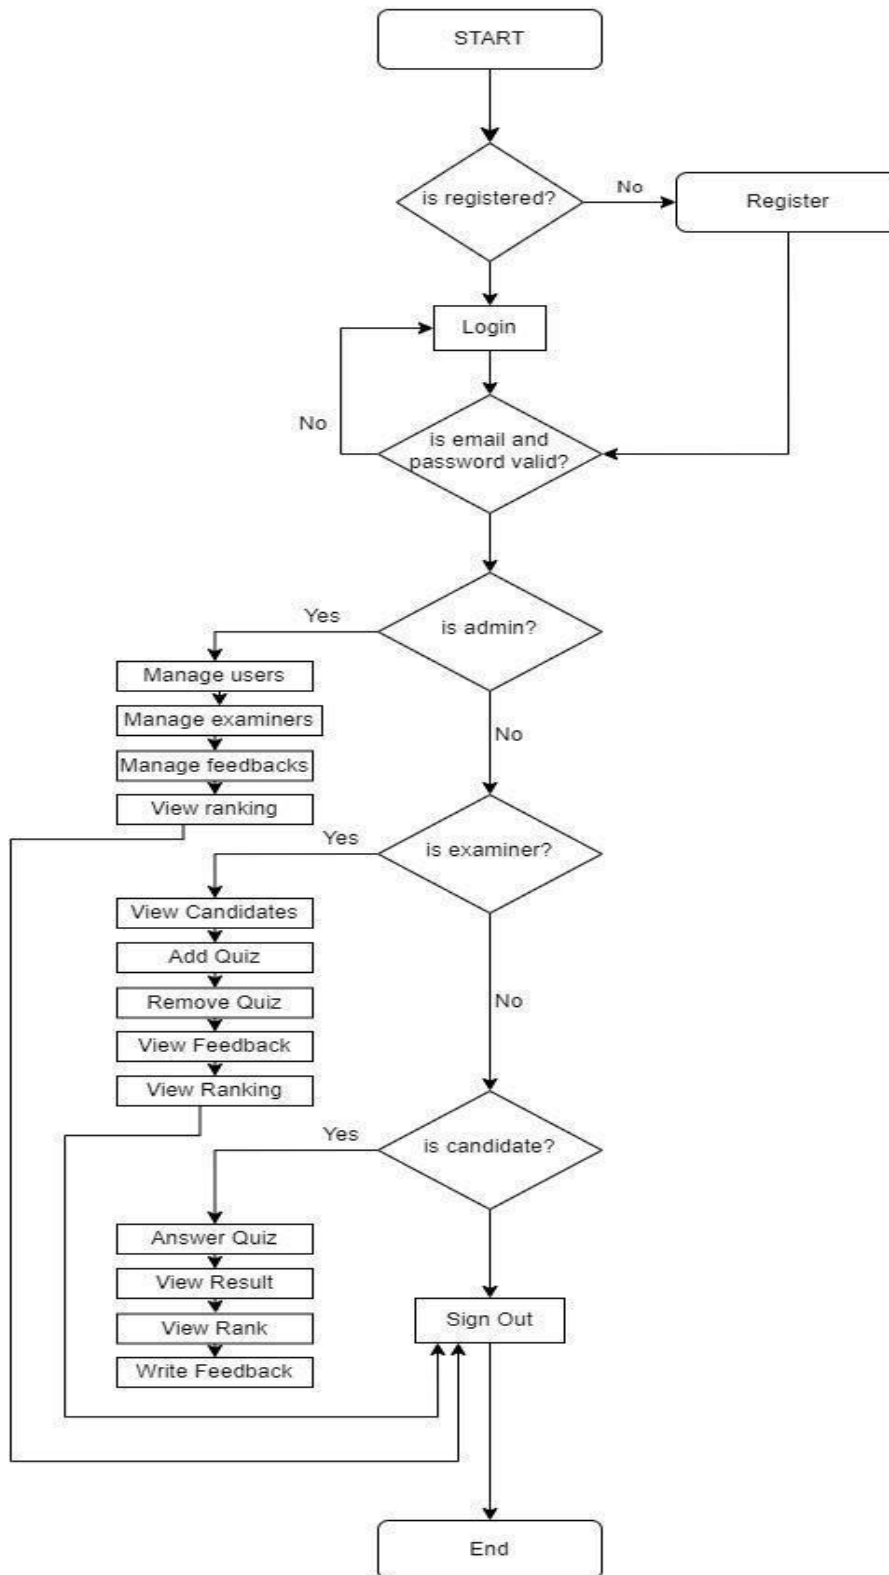 START
is registered?
No
Register
Login
No
is email and
password valid?
Yes
is admin?
Manage users
Manage examiners
No
Manage feedbacks
View ranking
Yes
is examiner?
View Candidates
Add Quiz
Remove Quiz
No
View Feedback
View Ranking
Yes
is candidate?
Answer Quiz
View Result
View Rank
Sign Out
Write Feedback
End